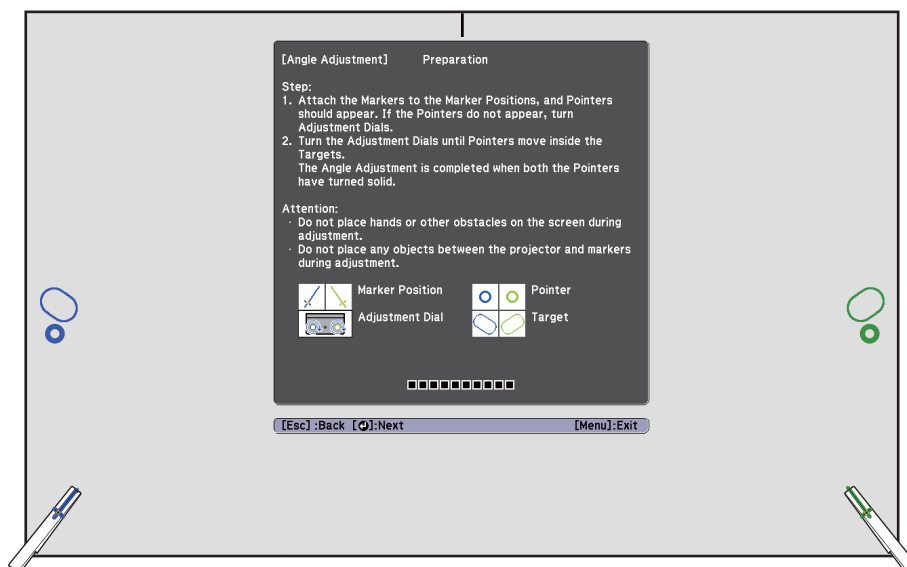 [Angle Adjustment] Preparation
Step:
1. Attach the Markers to the Marker Positions, and Pointers
should appear. If the Pointers do not appear, turn
Adjustment Dials.
2. Turn the Adjustment Dials until Pointers move inside the
Targets.
The Angle Adjustment is completed when both the Pointers
have turned solid.
Attention:
· Do not place hands or other obstacles on the screen during
adjustment.
· Do not place any objects between the projector and markers
during adjustment.
Marker Position Pointer
Adjustment Dial Target
[Esc] :Back [⏎]:Next [Menu]:Exit